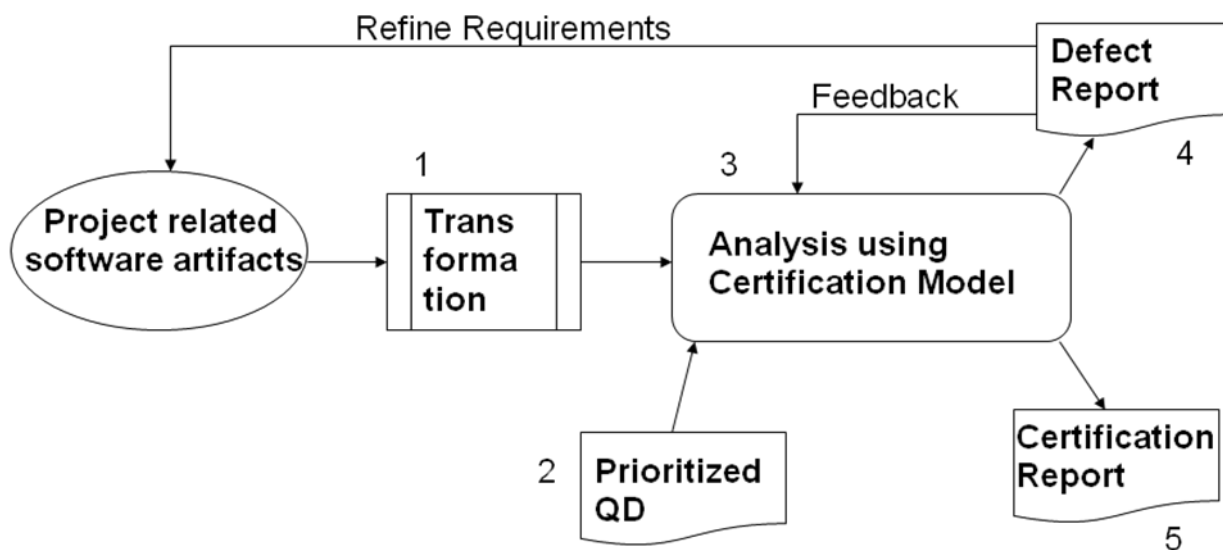 Refine Requirements
Defect
Report
Feedback
4
1
3
Project related
software artifacts
Trans
forma
tion
Analysis using
Certification Model
2
Prioritized
QD
Certification
Report
5